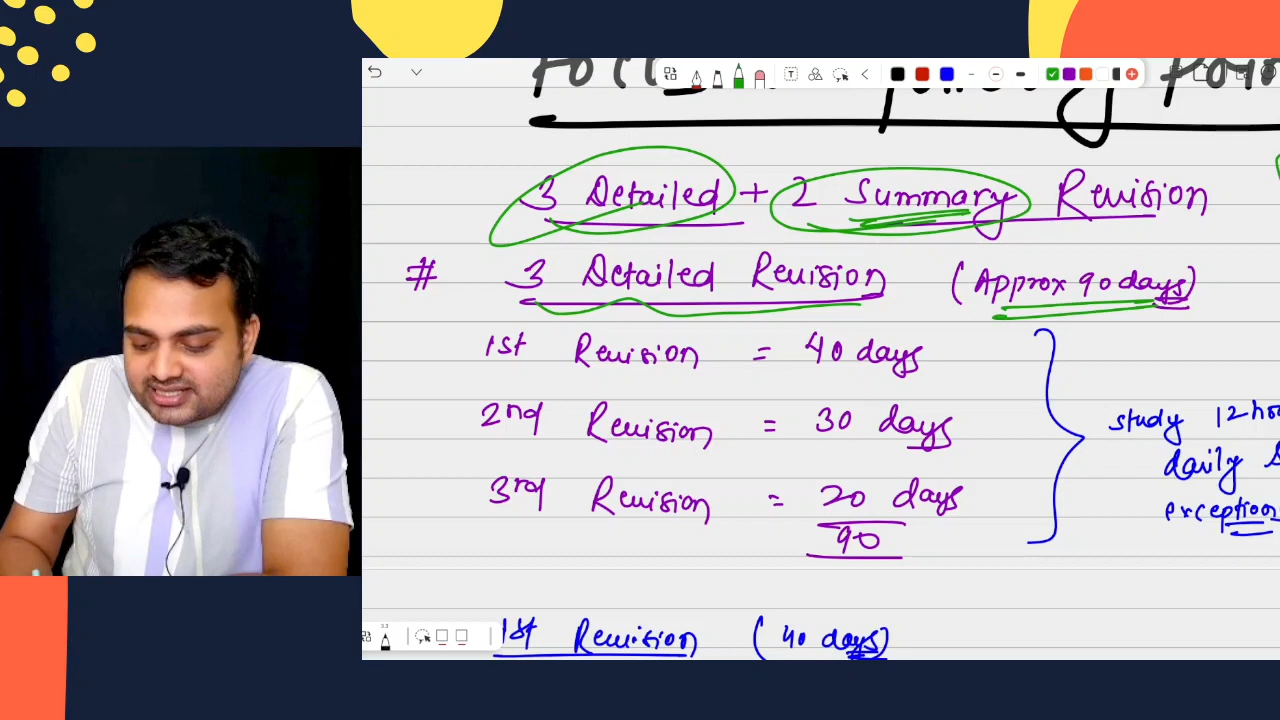 3 Detailed + 2 Summary Revision
# 3 Detailed Revision (Approx 90 days)
1st Revision = 40 days
2nd Revision = 30 days
3rd Revision = 20 days
90
study 12
daily
exception
1st Revision (40 days)